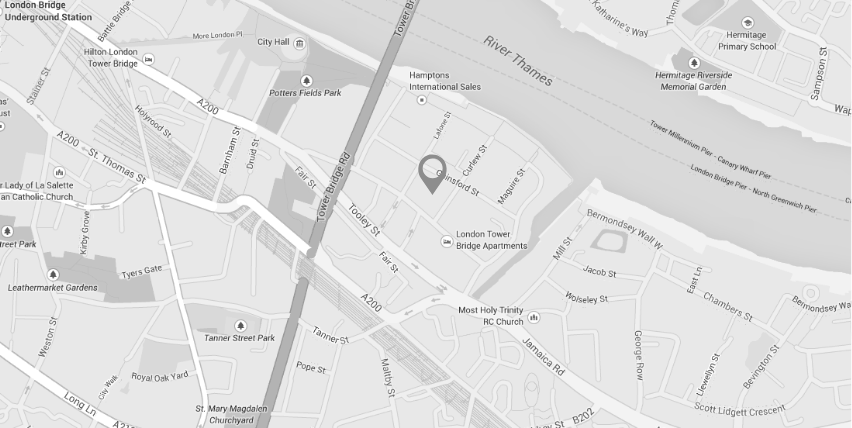 London Bridge
Underground Station
Battle Bridge
More London Pl
City Hall
Hilton London
Tower Bridge
Tower Bri
River Thames
Katharine's Way
Thoma
Hermitage
Primary School
Sampson St
Hermitage Riverside
Memorial Garden
Wap
Hamptons
International Sales
Potters Fields Park
Stainer St
A200
Holyrood St
Lafone St
Tower Millennium Pier - Canary Wharf Pier
London Bridge Pier - North Greenwich Pier
Ca
A200
St. Thomas St
Barnham St
Druid St
Curlew St
Maguire St
Gainsford St
Fair St
Tower Bridge Rd
r Lady of La Salette
an Catholic Church
Kirby Grove
Tooley St
London Tower
Bridge Apartments
Bermondsey Wall W
Mill St
treet Park
Tyers Gate
Fair St
Jacob St
East Ln
Leathermarket Gardens
A200
Wolseley St
Chambers St
Bermondsey Wall
Most Holy Trinity
RC Church
Weston St
Tanner Street Park
Tanner St
Jamaica Rd
George Row
Llewellyn St
Bevington St
Pope St
Maltby St
City Walk
Royal Oak Yard
Long Ln
St. Mary Magdalen
Churchyard
Scott Lidgett Crescent
B202